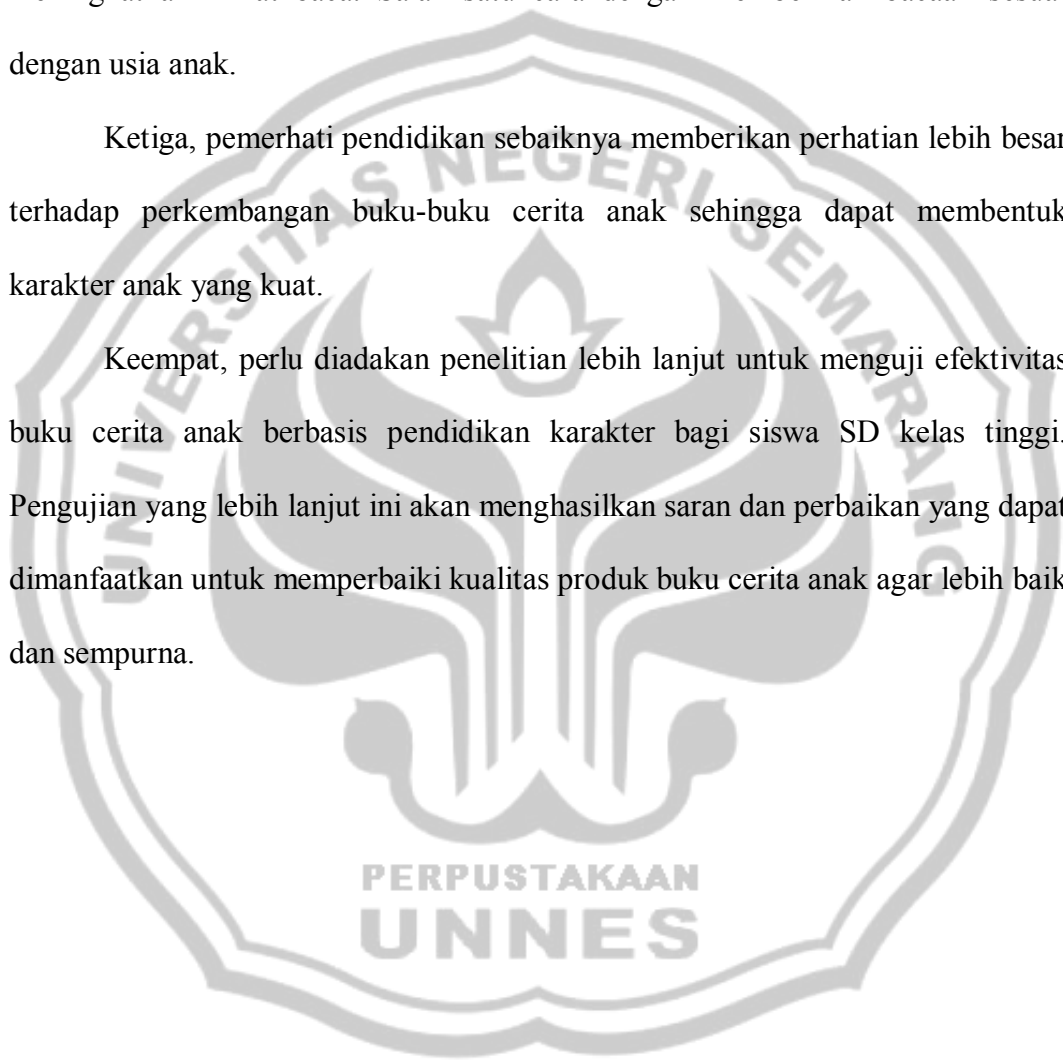 dengan usia anak.
Ketiga, pemerhati pendidikan sebaiknya memberikan perhatian lebih besar
terhadap perkembangan buku-buku cerita anak sehingga dapat membentuk
karakter anak yang kuat.
Keempat, perlu diadakan penelitian lebih lanjut untuk menguji efektivitas
buku cerita anak berbasis pendidikan karakter bagi siswa SD kelas tinggi.
Pengujian yang lebih lanjut ini akan menghasilkan saran dan perbaikan yang dapat
dimanfaatkan untuk memperbaiki kualitas produk buku cerita anak agar lebih baik
dan sempurna.
UNIVERSITAS NEGERI SEMARANG
PERPUSTAKAAN
UNNES